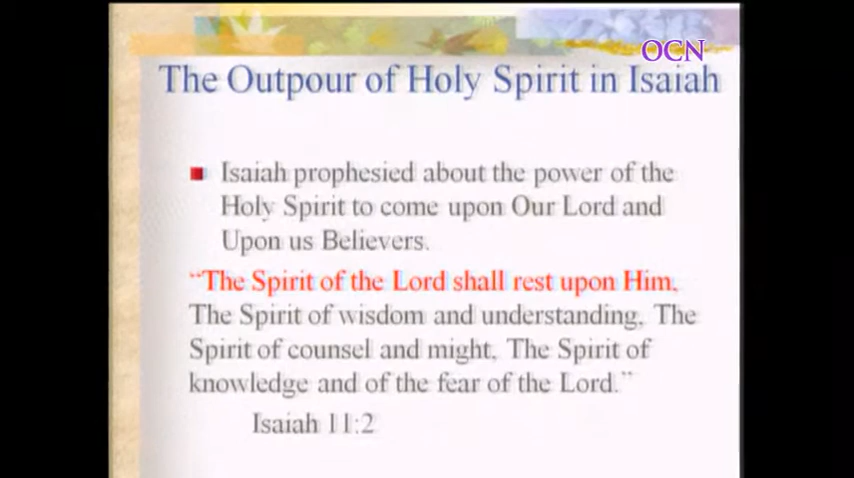 OCN
The Outpour of Holy Spirit in Isaiah
Isaiah prophesied about the power of the
Holy Spirit to come upon Our Lord and
Upon us Believers.
“The Spirit of the Lord shall rest upon Him,
The Spirit of wisdom and understanding, The
Spirit of counsel and might, The Spirit of
knowledge and of the fear of the Lord.”
Isaiah 11:2